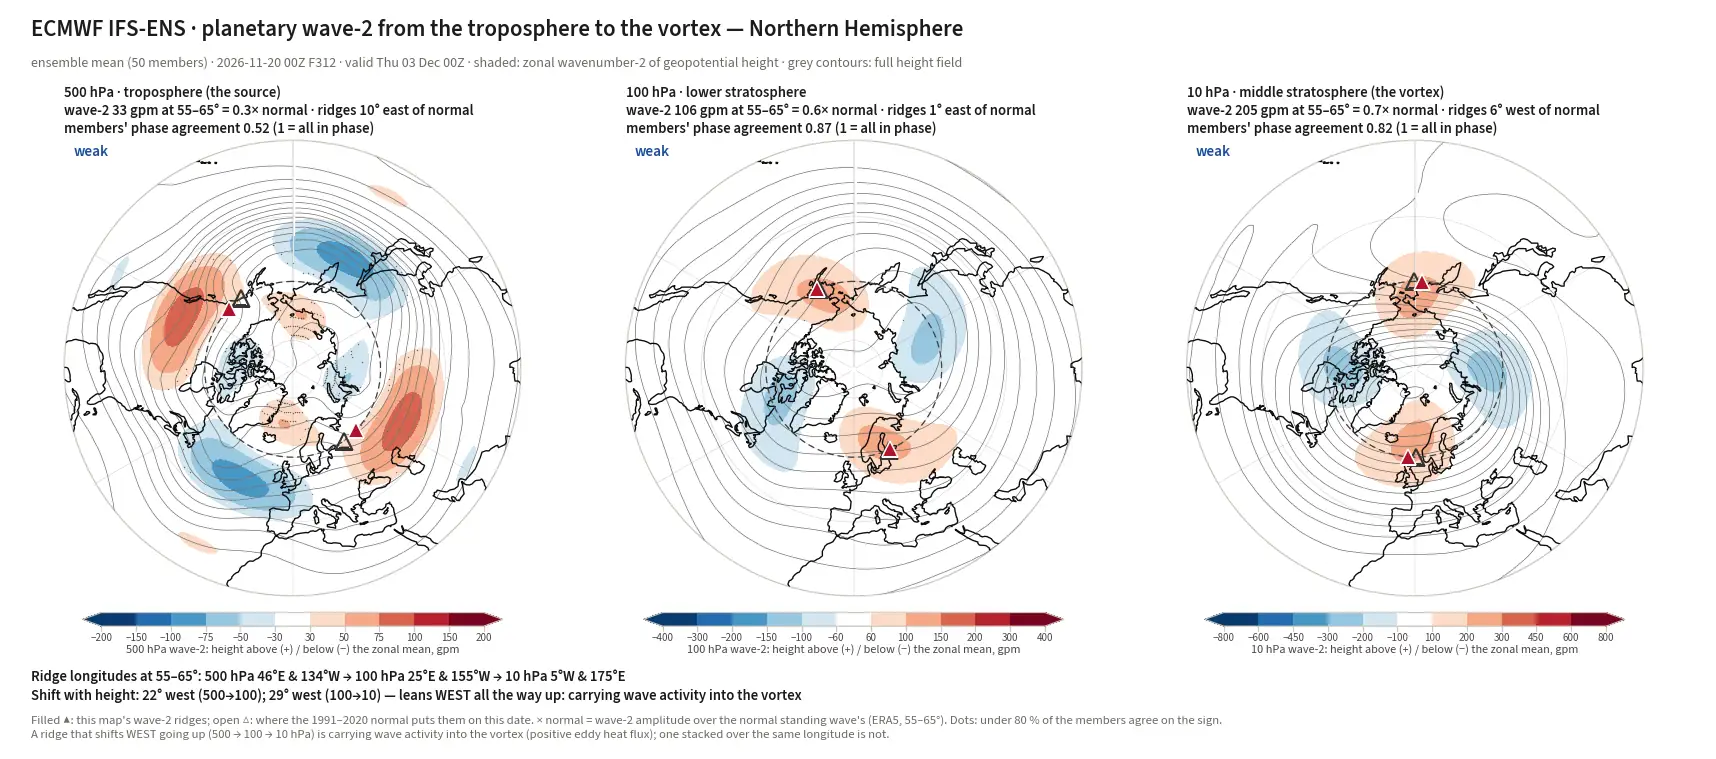 ECMWF IFS-ENS · planetary wave-2 from the troposphere to the vortex — Northern Hemisphere
ensemble mean (50 members) · 2026-11-20 00Z F312 · valid Thu 03 Dec 00Z · shaded: zonal wavenumber-2 of geopotential height · grey contours: full height field
500 hPa · troposphere (the source)
wave-2 33 gpm at 55–65° = 0.3× normal · ridges 10° east of normal
members' phase agreement 0.52 (1 = all in phase)
weak
100 hPa · lower stratosphere
wave-2 106 gpm at 55–65° = 0.6× normal · ridges 1° east of normal
members' phase agreement 0.87 (1 = all in phase)
weak
10 hPa · middle stratosphere (the vortex)
wave-2 205 gpm at 55–65° = 0.7× normal · ridges 6° west of normal
members' phase agreement 0.82 (1 = all in phase)
weak
−200 −150 −100 −75 −50 −30 30 50 75 100 150 200
500 hPa wave-2: height above (+) / below (−) the zonal mean, gpm
−400 −300 −200 −150 −100 −60 60 100 150 200 300 400
100 hPa wave-2: height above (+) / below (−) the zonal mean, gpm
−800 −600 −450 −300 −200 −100 100 200 300 450 600 800
10 hPa wave-2: height above (+) / below (−) the zonal mean, gpm
Ridge longitudes at 55–65°: 500 hPa 46°E & 134°W → 100 hPa 25°E & 155°W → 10 hPa 5°W & 175°E
Shift with height: 22° west (500→100); 29° west (100→10) — leans WEST all the way up: carrying wave activity into the vortex
Filled ▲: this map's wave-2 ridges; open △: where the 1991–2020 normal puts them on this date. × normal = wave-2 amplitude over the normal standing wave's (ERA5, 55–65°). Dots: under 80 % of the members agree on the sign.
A ridge that shifts WEST going up (500 → 100 → 10 hPa) is carrying wave activity into the vortex (positive eddy heat flux); one stacked over the same longitude is not.